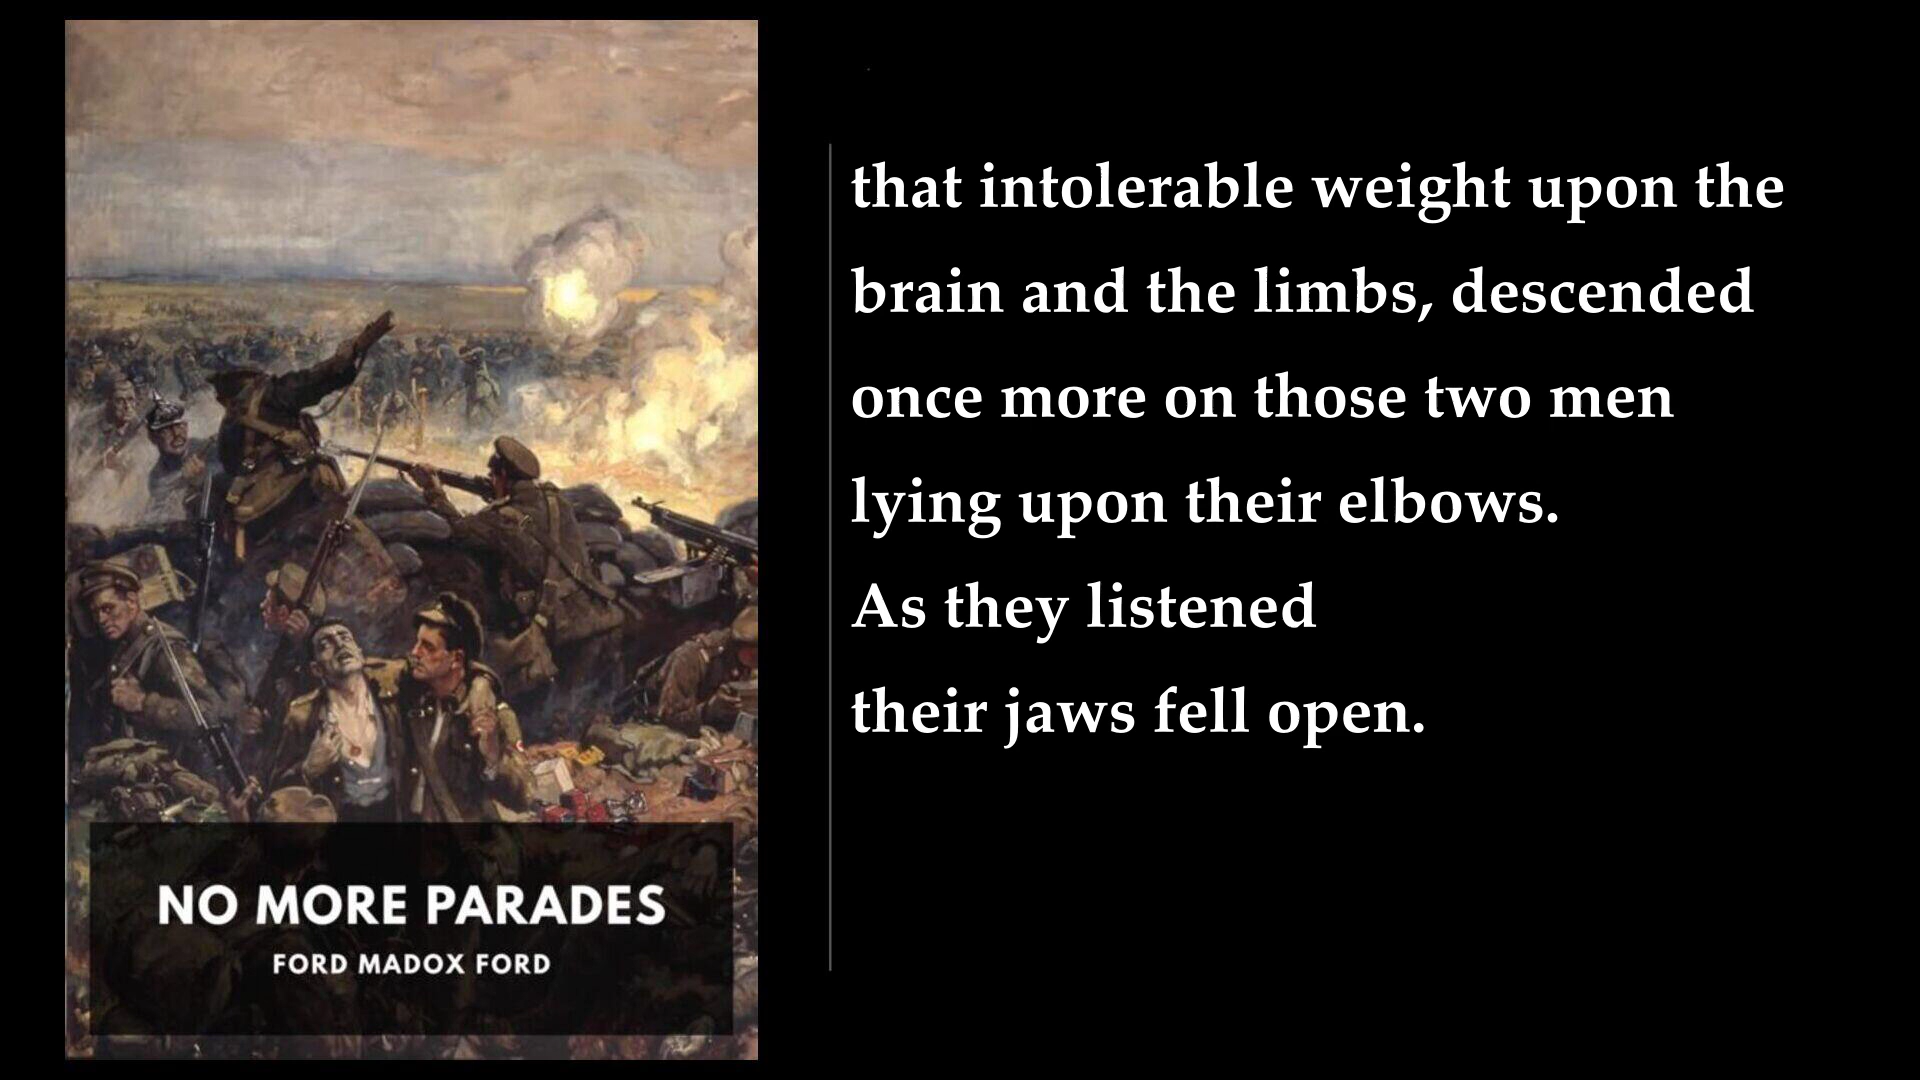 NO MORE PARADES
FORD MADOX FORD
that intolerable weight upon the
brain and the limbs, descended
once more on those two men
lying upon their elbows.
As they listened
their jaws fell open.